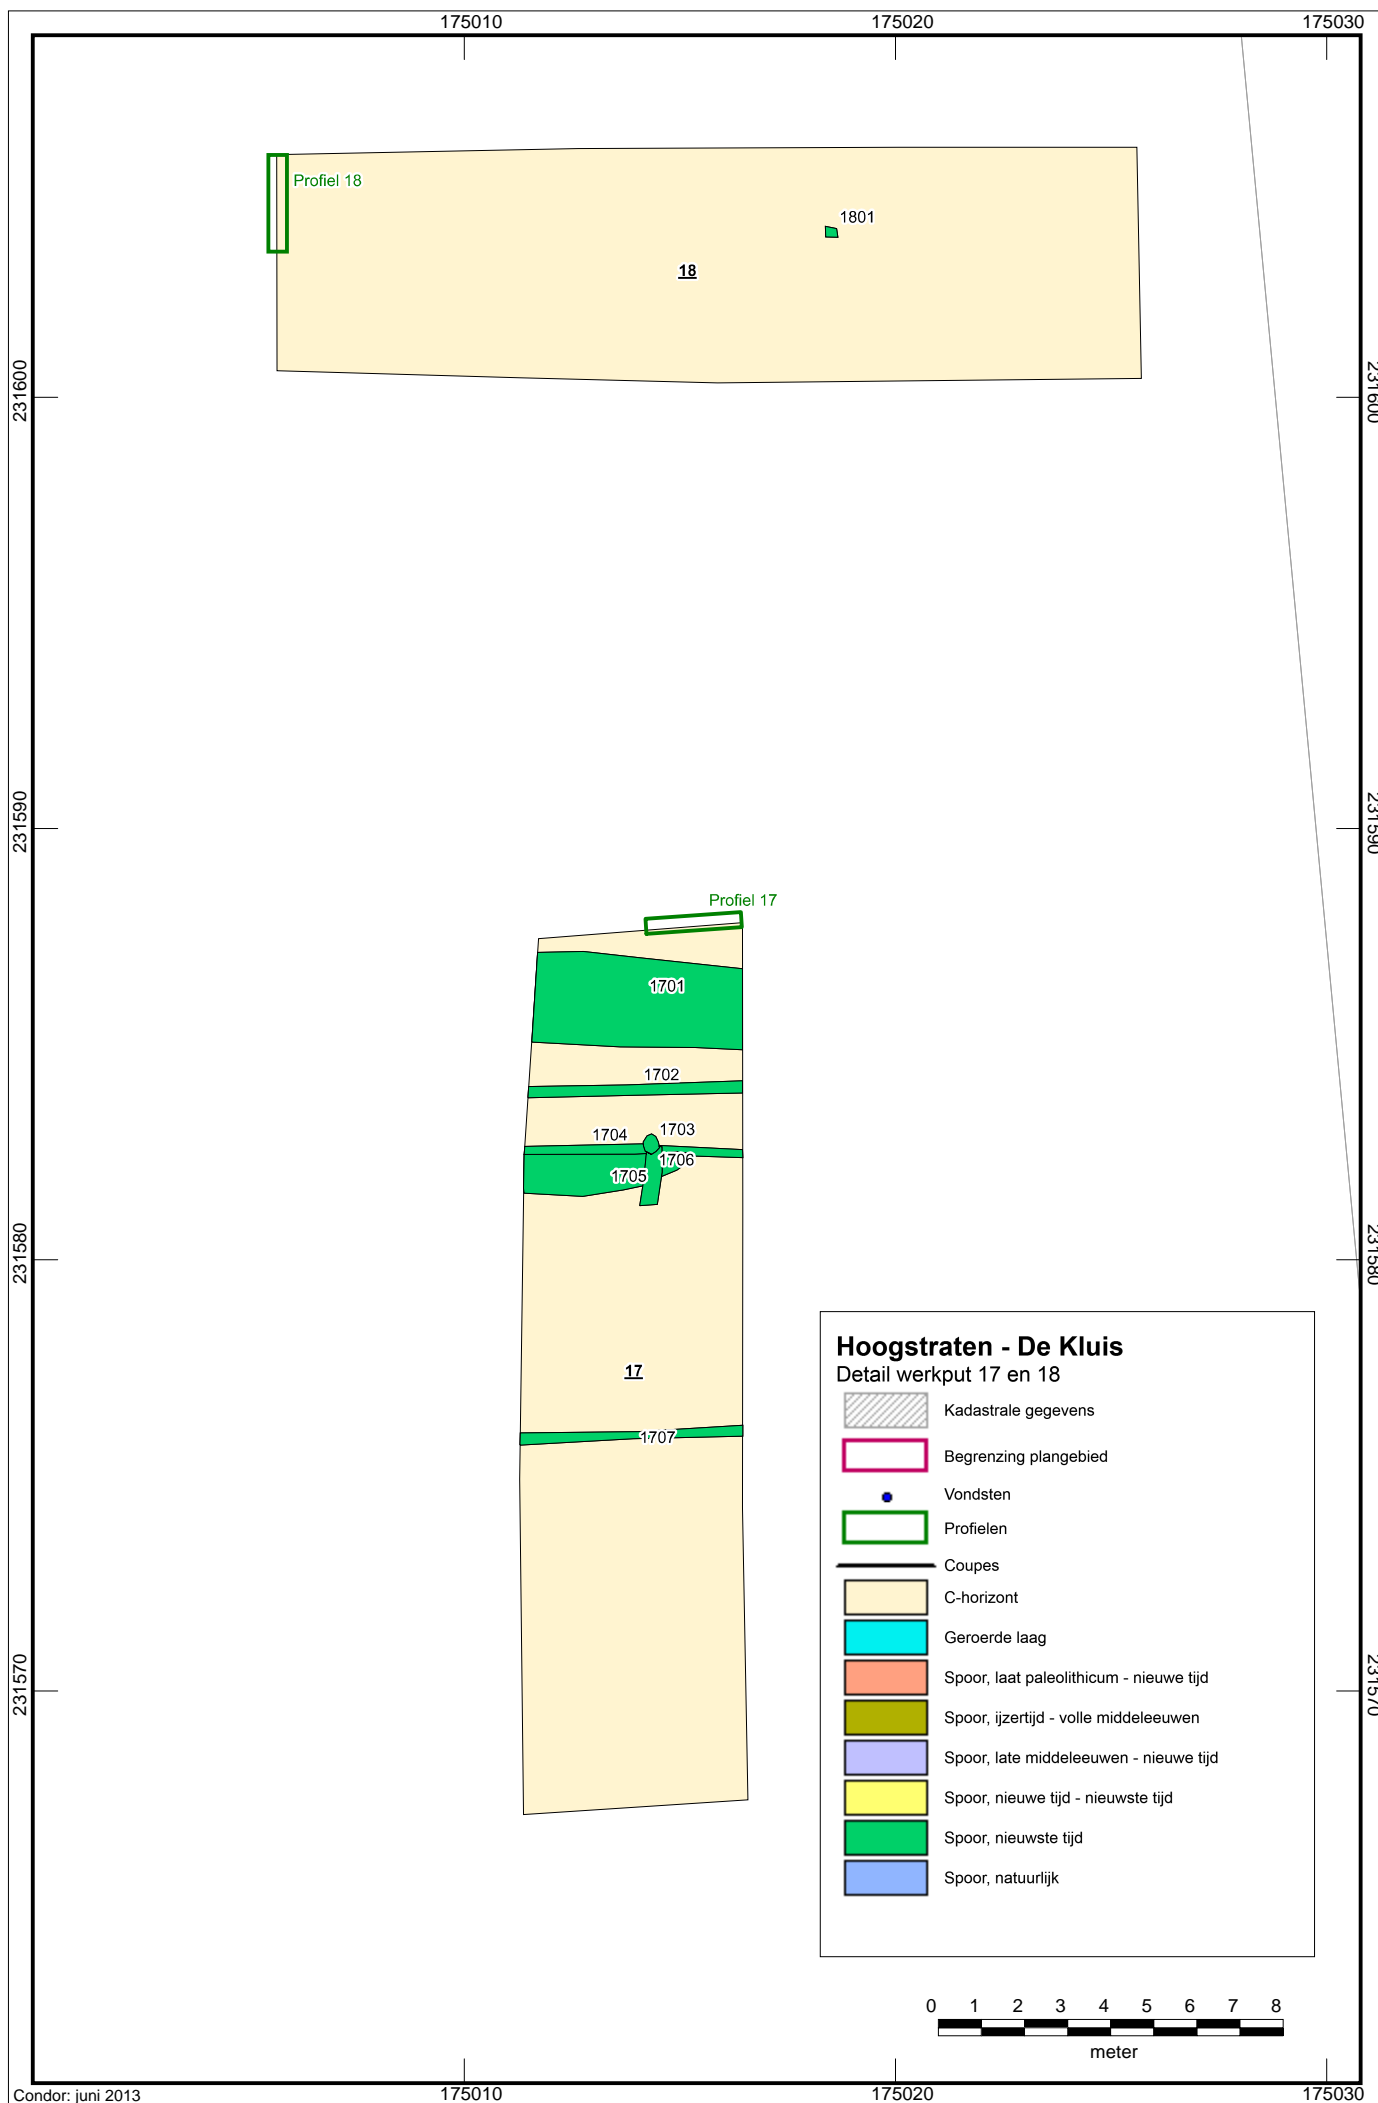 175010
175020
175030
Profiel 18
1801
18
231600
231600
231590
231590
Profiel 17
1701
1702
1704
1703
1706
1705
231580
231580
17
1707
Hoogstraten - De Kluis
Detail werkput 17 en 18
Kadastrale gegevens
Begrenzing plangebied
Vondsten
Profielen
Coupes
C-horizont
Geroerde laag
Spoor, laat paleolithicum - nieuwe tijd
Spoor, ijzertijd - volle middeleeuwen
Spoor, late middeleeuwen - nieuwe tijd
Spoor, nieuwe tijd - nieuwste tijd
Spoor, nieuwste tijd
Spoor, natuurlijk
231570
231570
0 1 2 3 4 5 6 7 8
meter
Condor: juni 2013
175010
175020
175030